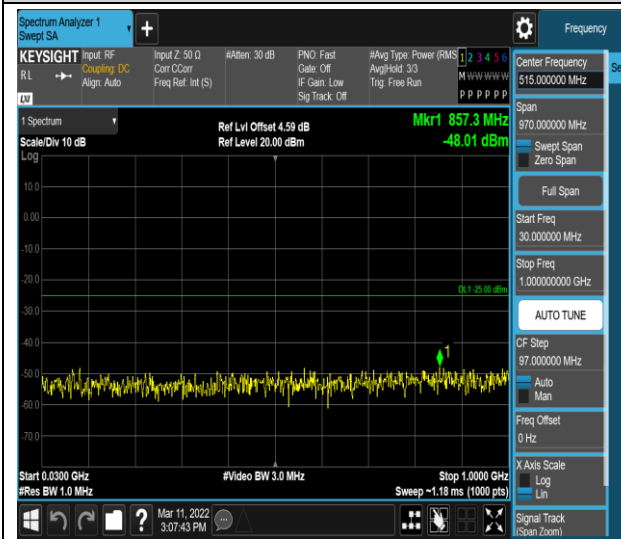 Spectrum Analyzer 1
Swept SA
+
Frequency
KEYSIGHT
RL
LXI
Input: RF
Coupling: DC
Align: Auto
Input Z: 50 Ω
Corr CCorr
Freq Ref: Int (S)
#Atten: 30 dB
PNO: Fast
Gate: Off
IF Gain: Low
Sig Track: Off
#Avg Type: Power (RMS
Avg|Hold: 3/3
Trig: Free Run
1 2 3 4 5 6
M W W W W W
P P P P P P
1 Spectrum
Scale/Div 10 dB
Log
Ref Lvl Offset 4.59 dB
Ref Level 20.00 dBm
Mkr1 857.3 MHz
-48.01 dBm
10.0
0.00
-10.0
-20.0
DL1 -25.00 dBm
-30.0
-40.0
1
-50.0
-60.0
-70.0
Start 0.0300 GHz
#Res BW 1.0 MHz
#Video BW 3.0 MHz
Stop 1.0000 GHz
Sweep ~1.18 ms (1000 pts)
?
Mar 11, 2022
3:07:43 PM
Center Frequency
515.000000 MHz
Se
Span
970.000000 MHz
Swept Span
Zero Span
Full Span
Start Freq
30.000000 MHz
Stop Freq
1.000000000 GHz
AUTO TUNE
CF Step
97.000000 MHz
Auto
Man
Freq Offset
0 Hz
X Axis Scale
Log
Lin
Signal Track
(Span Zoom)